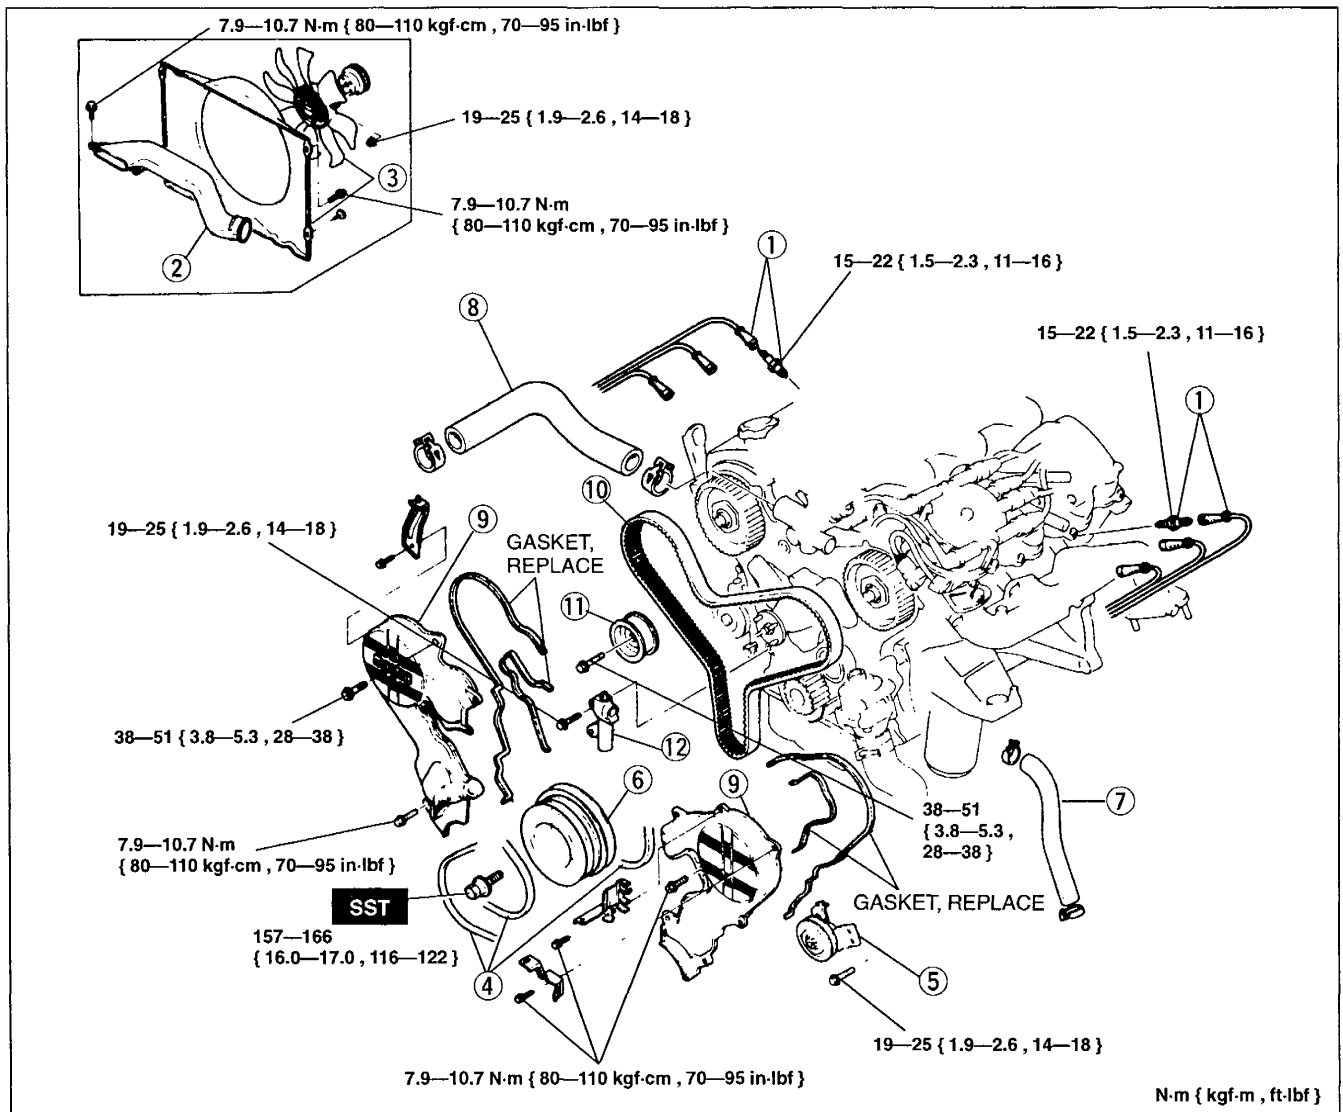 7.9—10.7 N·m { 80—110 kgf·cm , 70—95 in·lbf }
19—25 { 1.9—2.6 , 14—18 }
3
7.9—10.7 N·m
{ 80—110 kgf·cm , 70—95 in·lbf }
2
1
15—22 { 1.5—2.3 , 11—16 }
8
15—22 { 1.5—2.3 , 11—16 }
1
10
19—25 { 1.9—2.6 , 14—18 }
9
GASKET,
REPLACE
11
38—51 { 3.8—5.3 , 28—38 }
12
6
9
7
38—51
{ 3.8—5.3 ,
28—38 }
7.9—10.7 N·m
{ 80—110 kgf·cm , 70—95 in·lbf }
SST
GASKET, REPLACE
157—166
{ 16.0—17.0 , 116—122 }
4
5
19—25 { 1.9—2.6 , 14—18 }
7.9—10.7 N·m { 80—110 kgf·cm , 70—95 in·lbf }
N·m { kgf·m , ft·lbf }